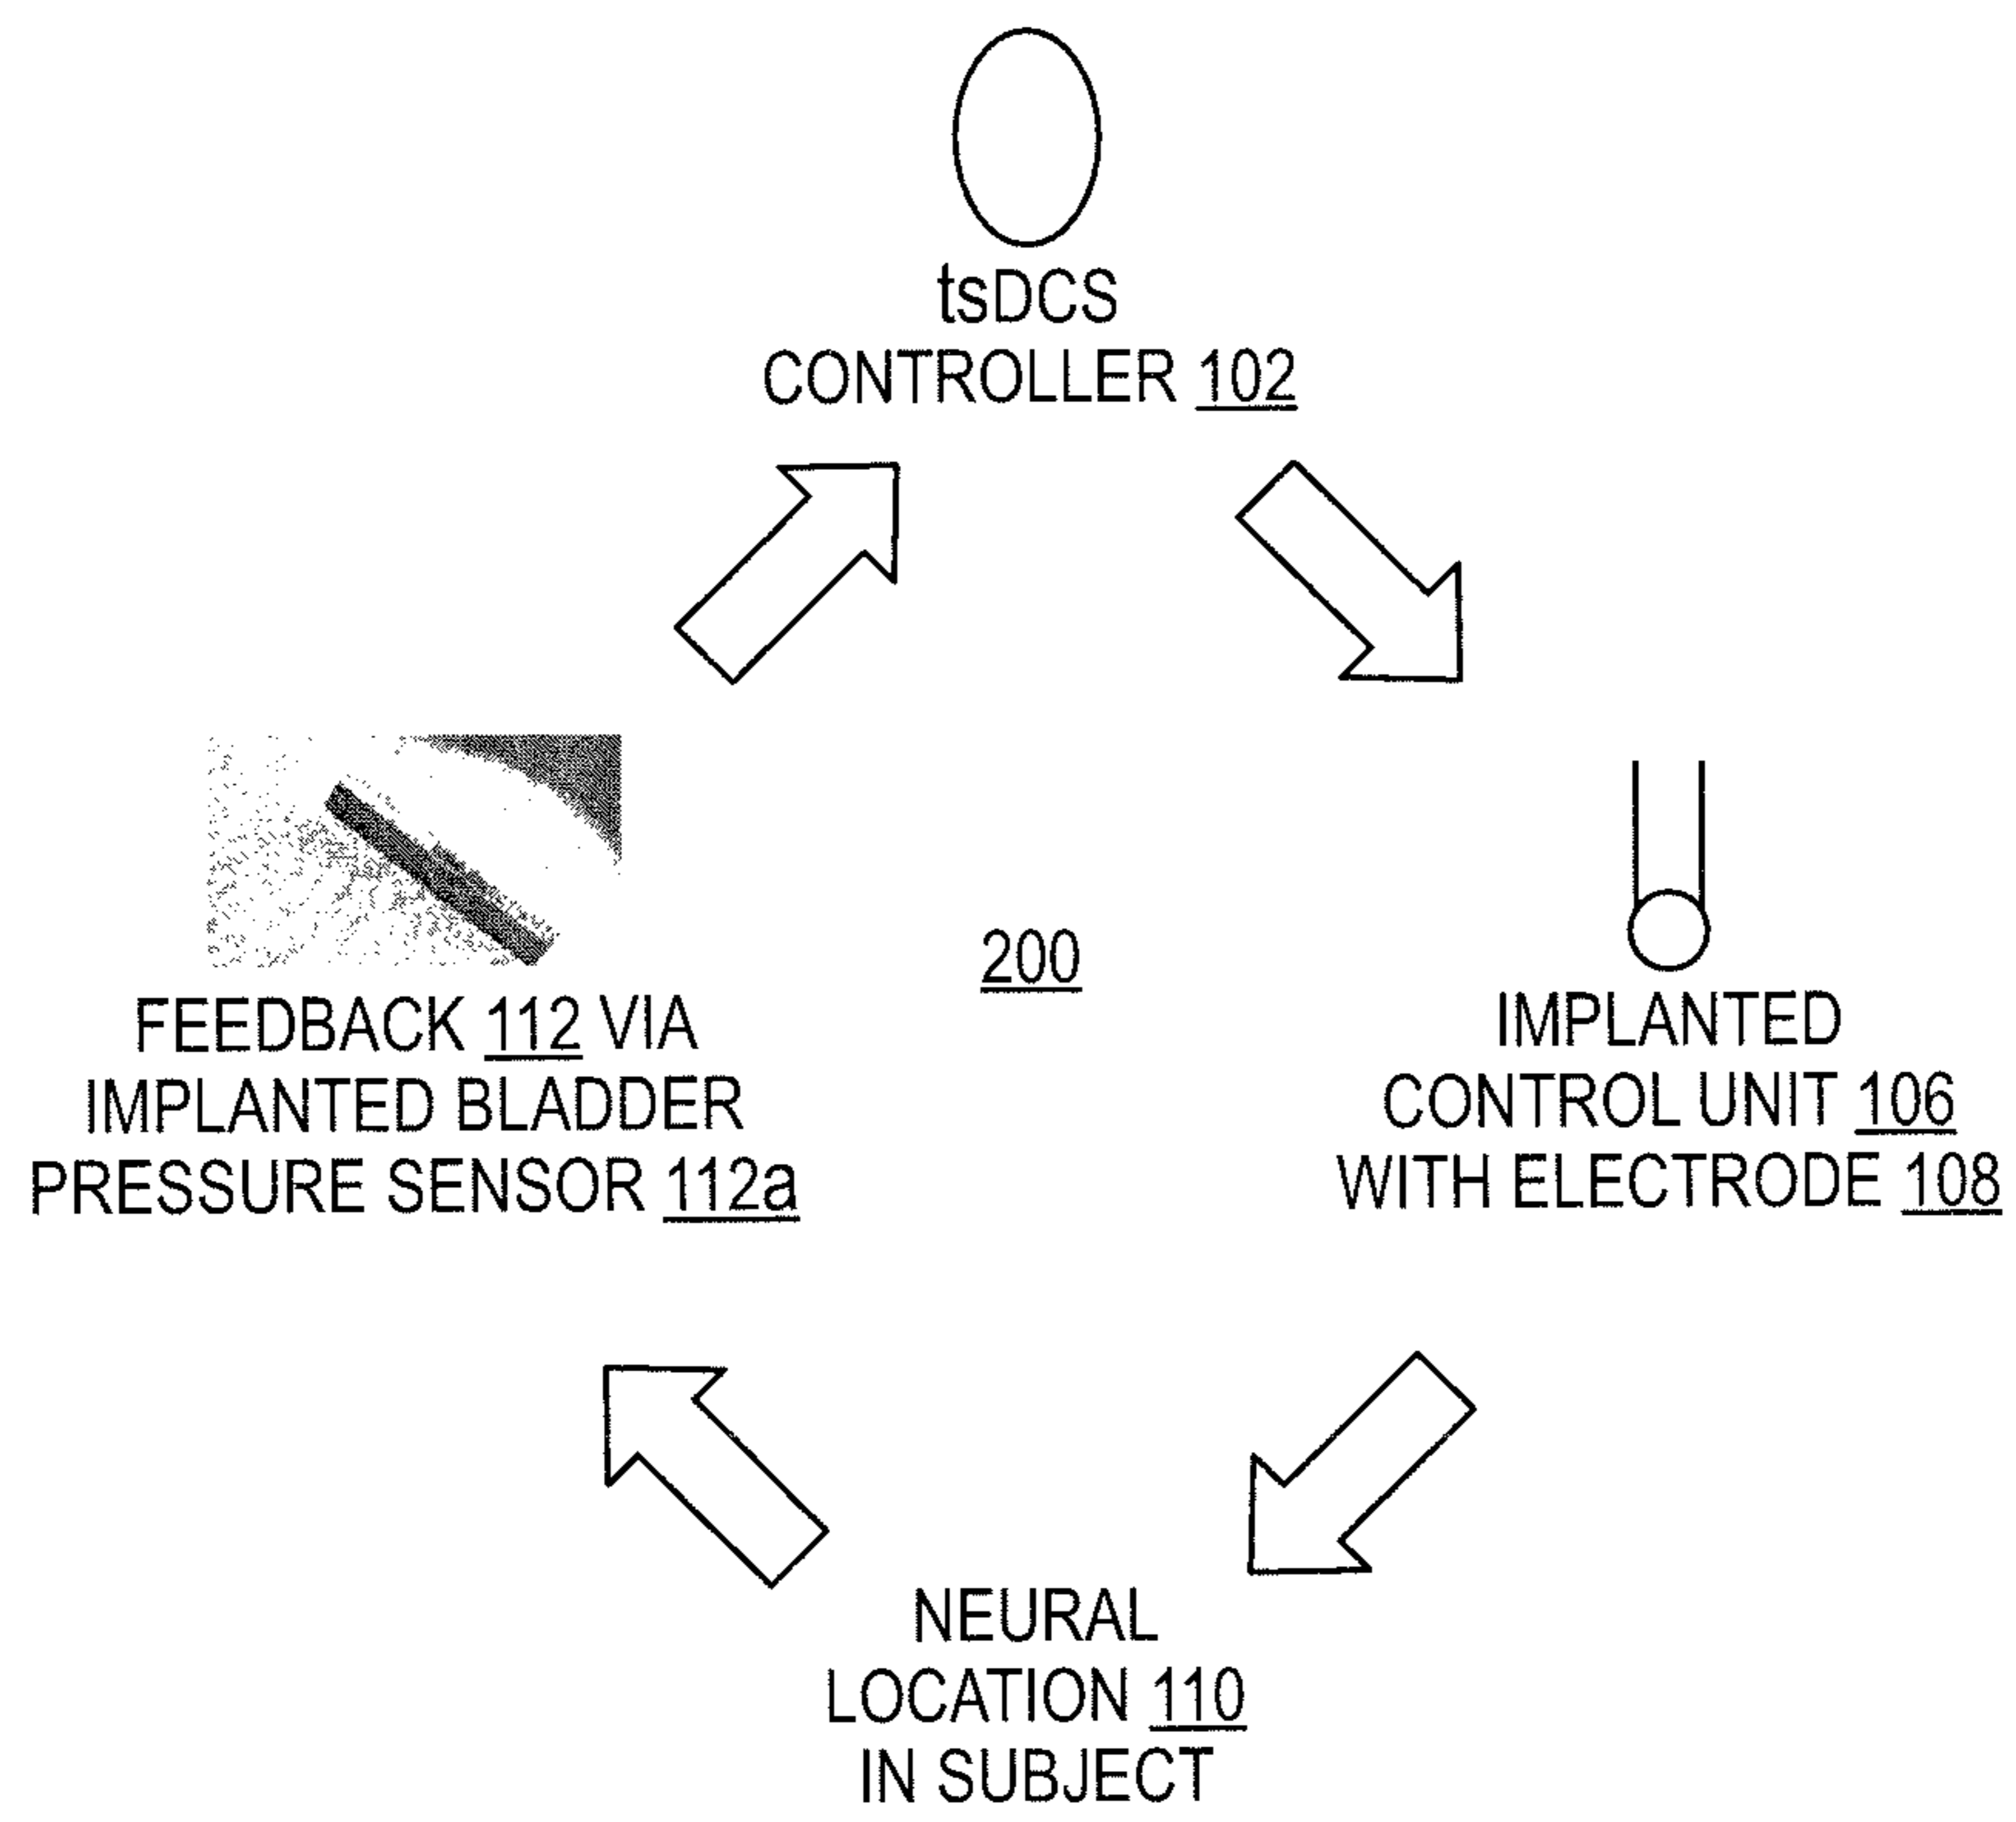 tsDCS
CONTROLLER 102
FEEDBACK 112 VIA
IMPLANTED BLADDER
PRESSURE SENSOR 112a
200
IMPLANTED
CONTROL UNIT 106
WITH ELECTRODE 108
NEURAL
LOCATION 110
IN SUBJECT